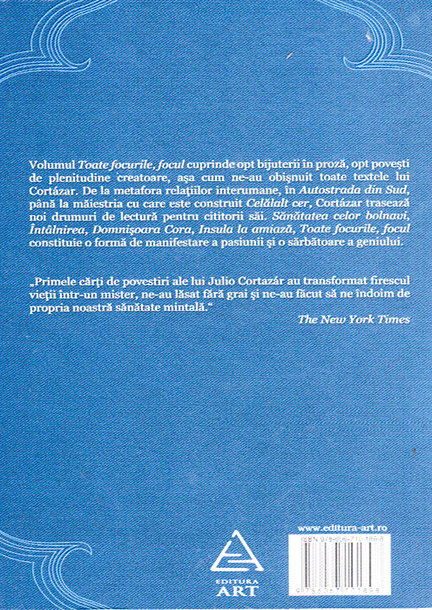 Volumul Toate focurile, focul cuprinde opt bijuterii în proză, opt povești
de plenitudine creatoare, așa cum ne-au obișnuit toate textele lui
Cortázar. De la metafora relațiilor interumane, în Autostrada din Sud,
până la măiestria cu care este construit Celălalt cer, Cortázar trasează
noi drumuri de lectură pentru cititorii săi. Sănătatea celor bolnavi,
Întâlnirea, Domnișoara Cora, Insula la amiază, Toate focurile, focul
constituie o formă de manifestare a pasiunii și o sărbătoare a geniului.
„Primele cărți de povestiri ale lui Julio Cortazár au transformat firescul
vieții într-un mister, ne-au lăsat fără grai și ne-au făcut să ne îndoim de
propria noastră sănătate mintală.“
The New York Times
www.editura-art.ro
EDITURA
ART